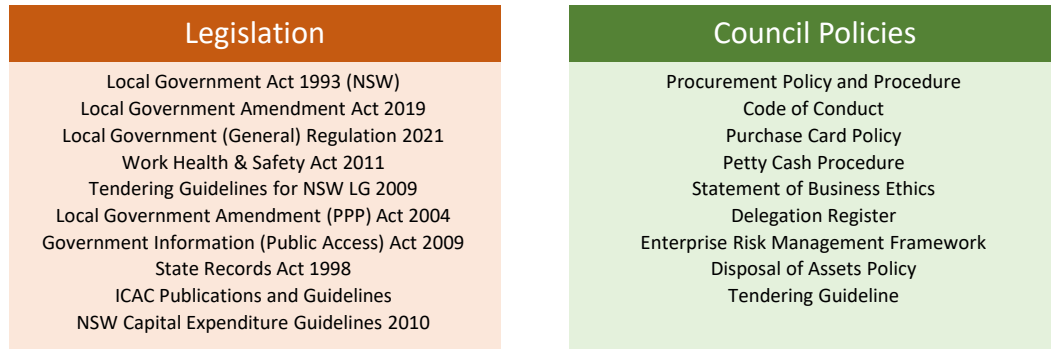 Legislation
Local Government Act 1993 (NSW)
Local Government Amendment Act 2019
Local Government (General) Regulation 2021
Work Health & Safety Act 2011
Tendering Guidelines for NSW LG 2009
Local Government Amendment (PPP) Act 2004
Government Information (Public Access) Act 2009
State Records Act 1998
ICAC Publications and Guidelines
NSW Capital Expenditure Guidelines 2010
Council Policies
Procurement Policy and Procedure
Code of Conduct
Purchase Card Policy
Petty Cash Procedure
Statement of Business Ethics
Delegation Register
Enterprise Risk Management Framework
Disposal of Assets Policy
Tendering Guideline